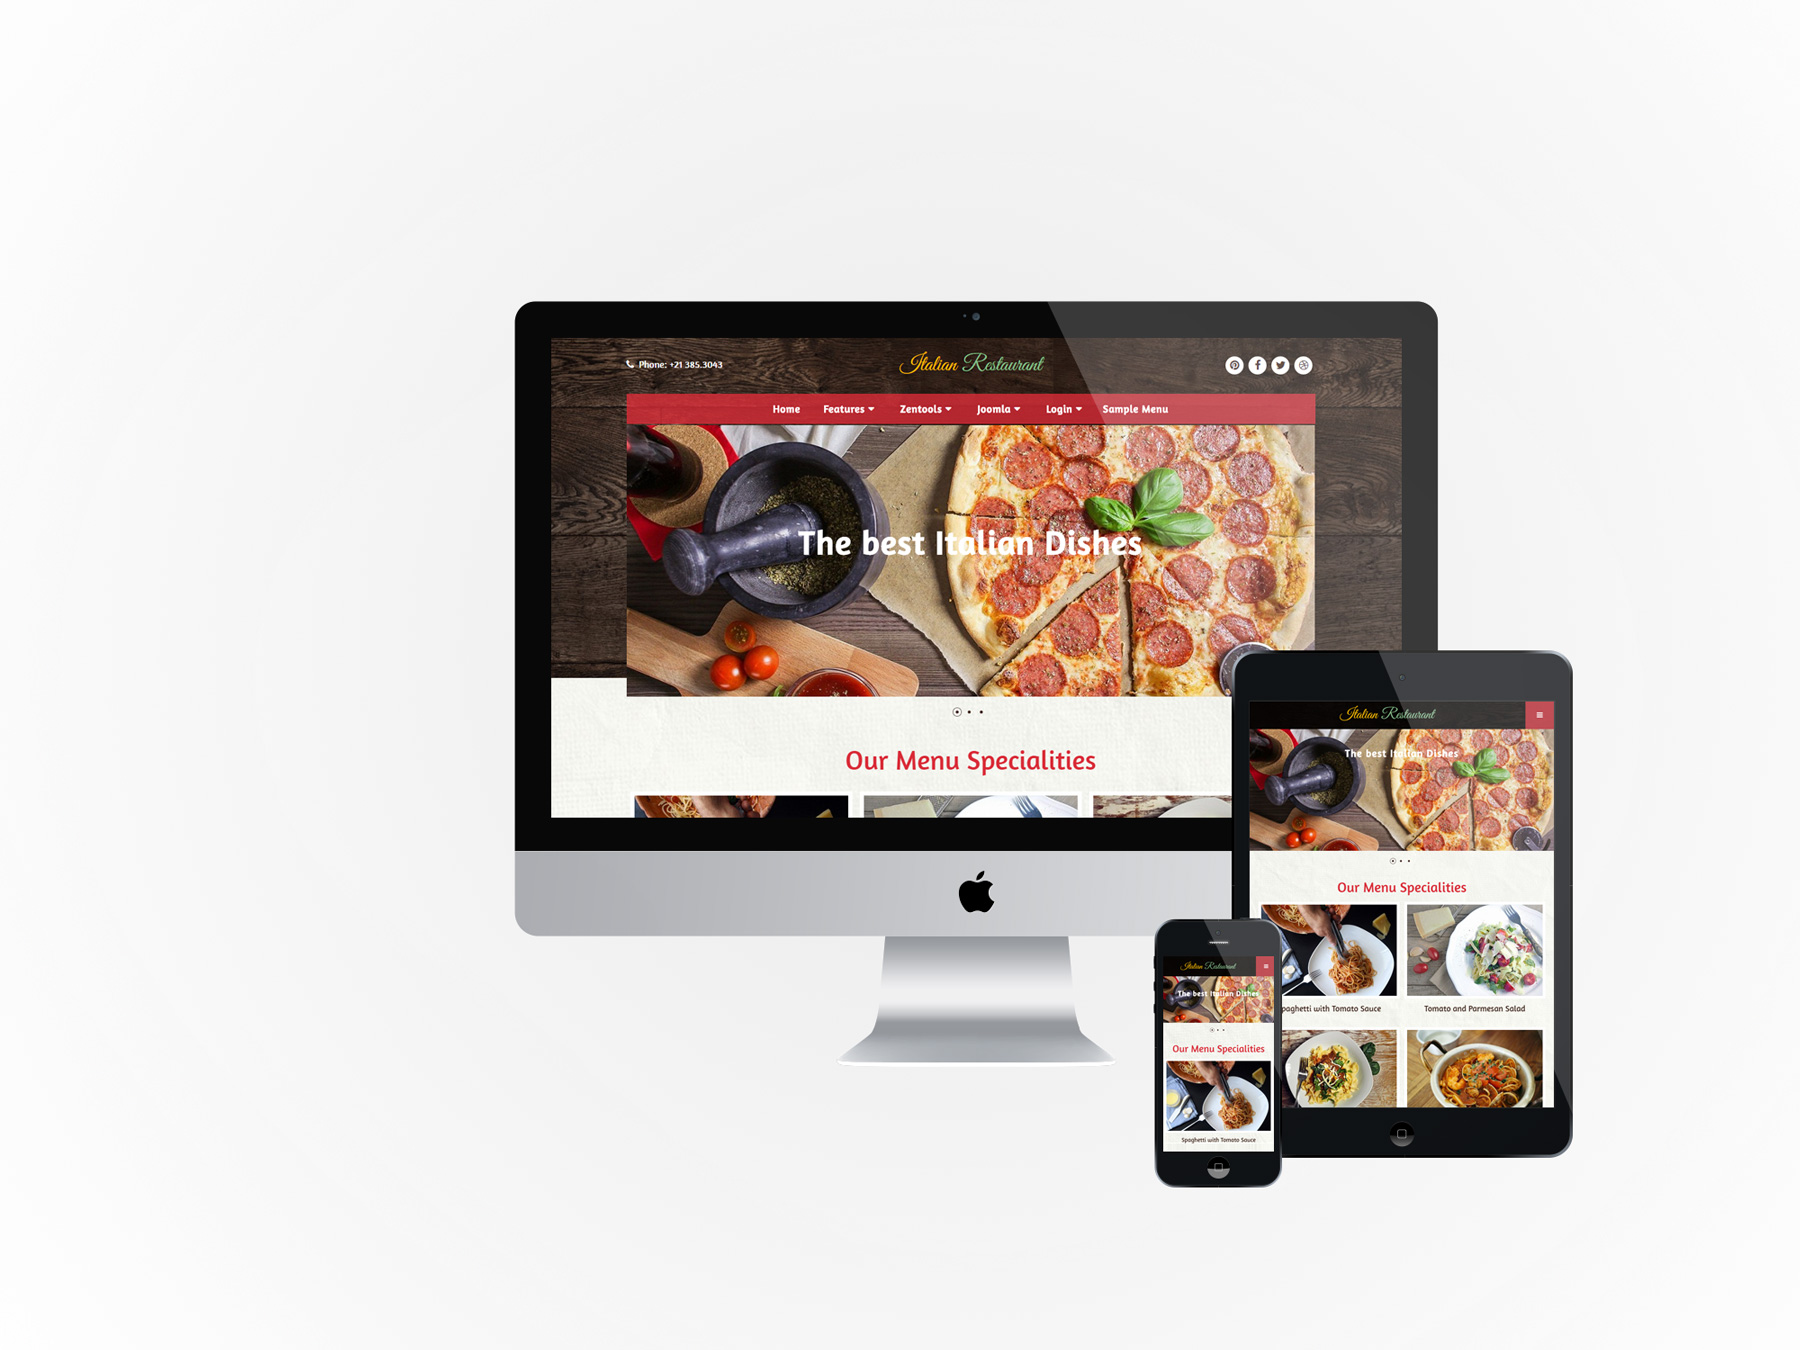 Phone: +21 385.3043
Italian Restaurant
Home Features Zentools Joomla Login Sample Menu
The best Italian Dishes
Our Menu Specialities
Italian Restaurant
The best Italian Dishes
Our Menu Specialities
paghetti with Tomato Sauce
Tomato and Parmesan Salad
Italian Restaurant
The best Italian Dishes
Our Menu Specialities
Spaghetti with Tomato Sauce